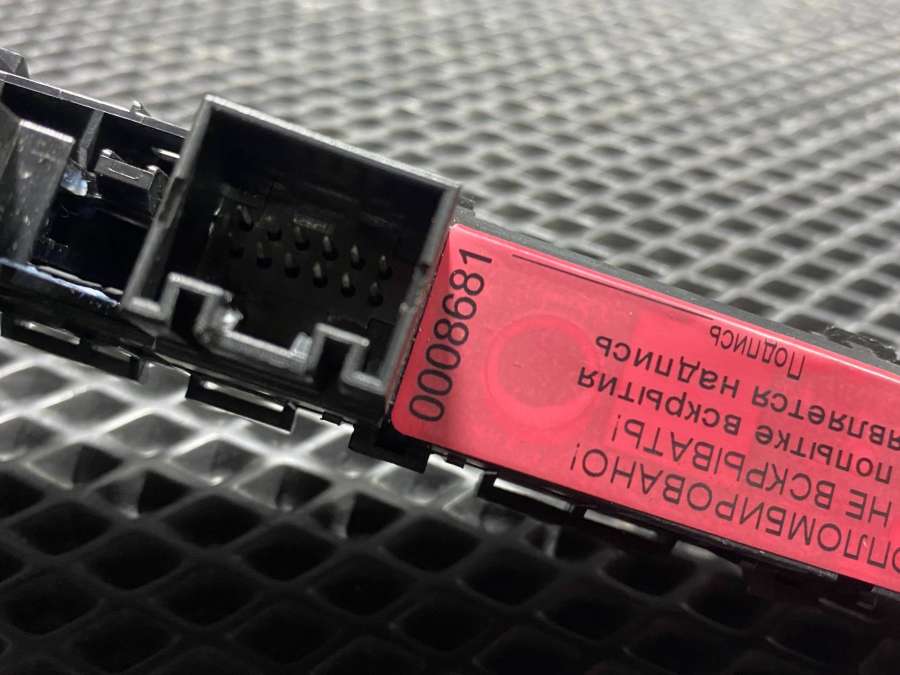 ОПЛОМБИРОВАНО!
НЕ ВСКРЫВАТЬ!
попытке вскрытия
является надпись
Подпись
0008681